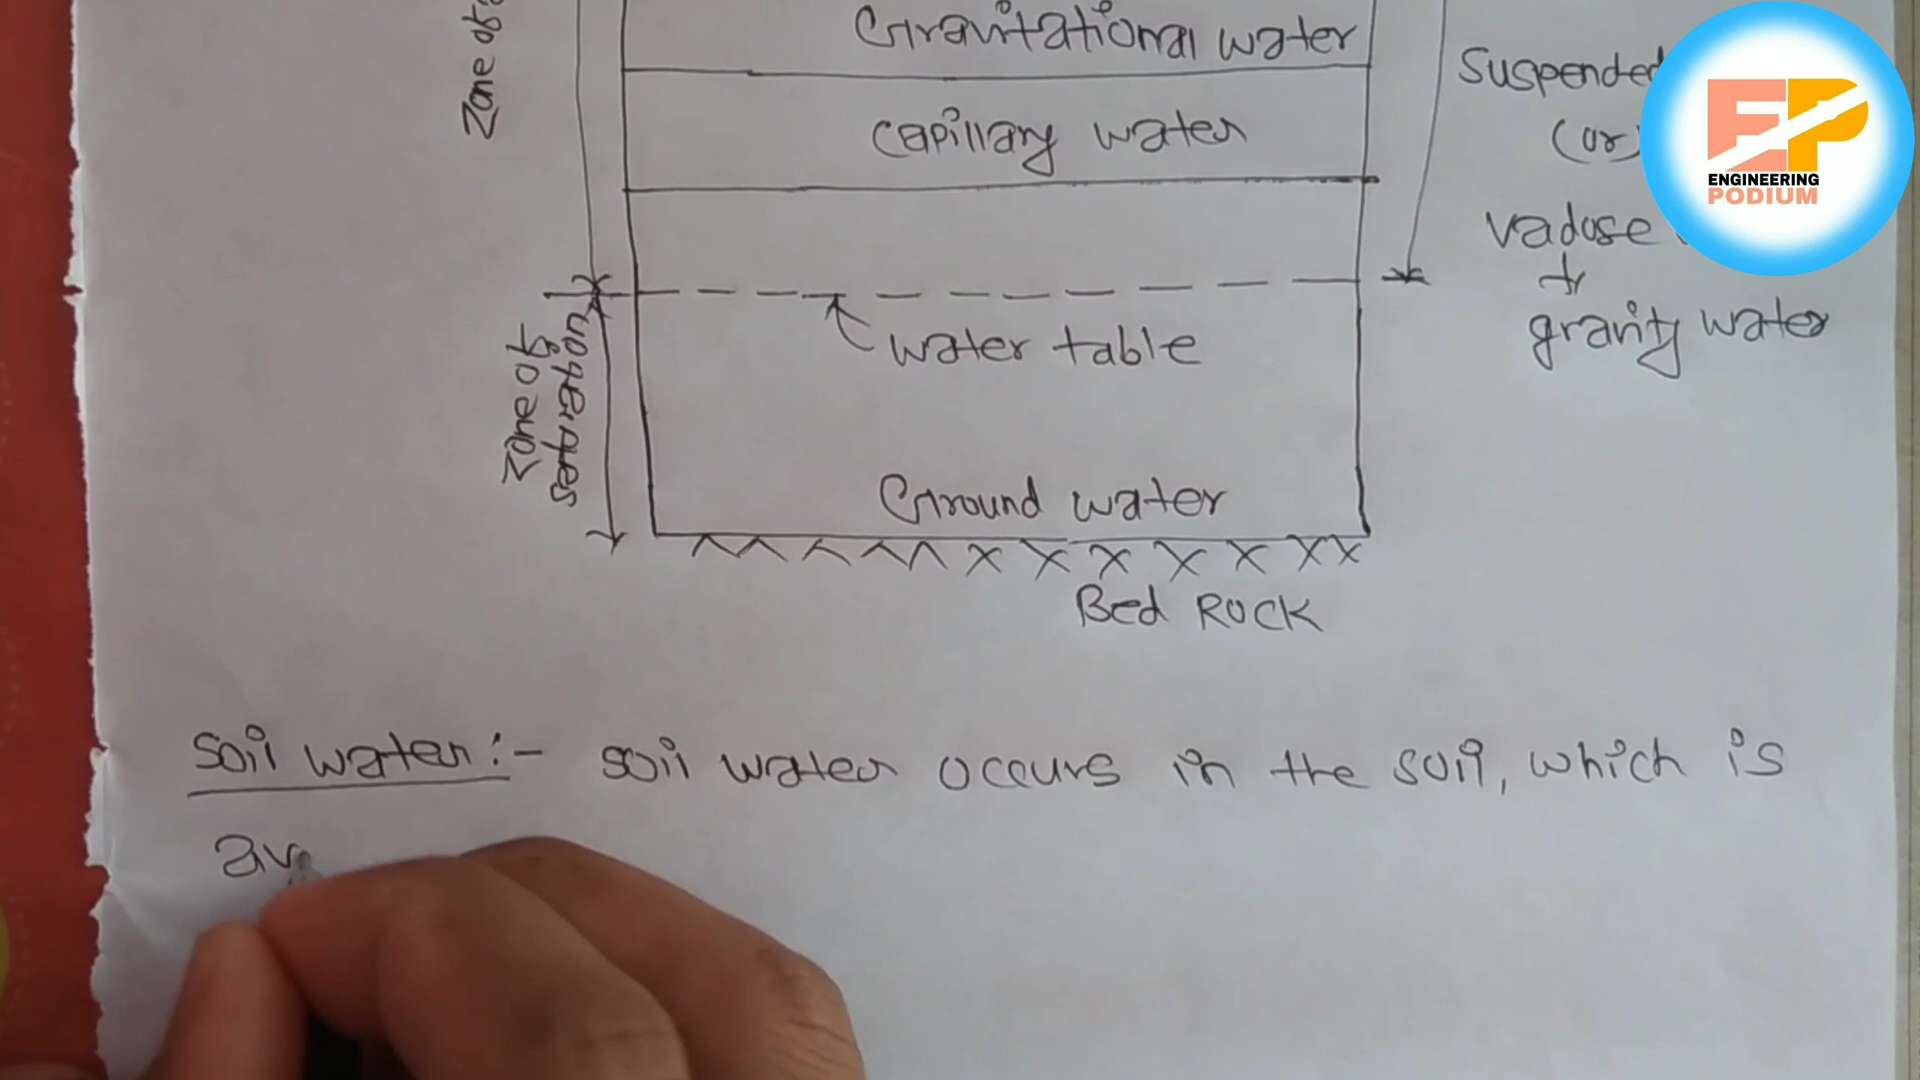 Zone of
Gravitational water
capillary water
Suspended
(or)
vadose
+
gravity water
water table
Zone of
saturation
Ground water
Bed ROCK
soil water :- soil water occurs in the soil, which is
av
ENGINEERING
PODIUM
EP